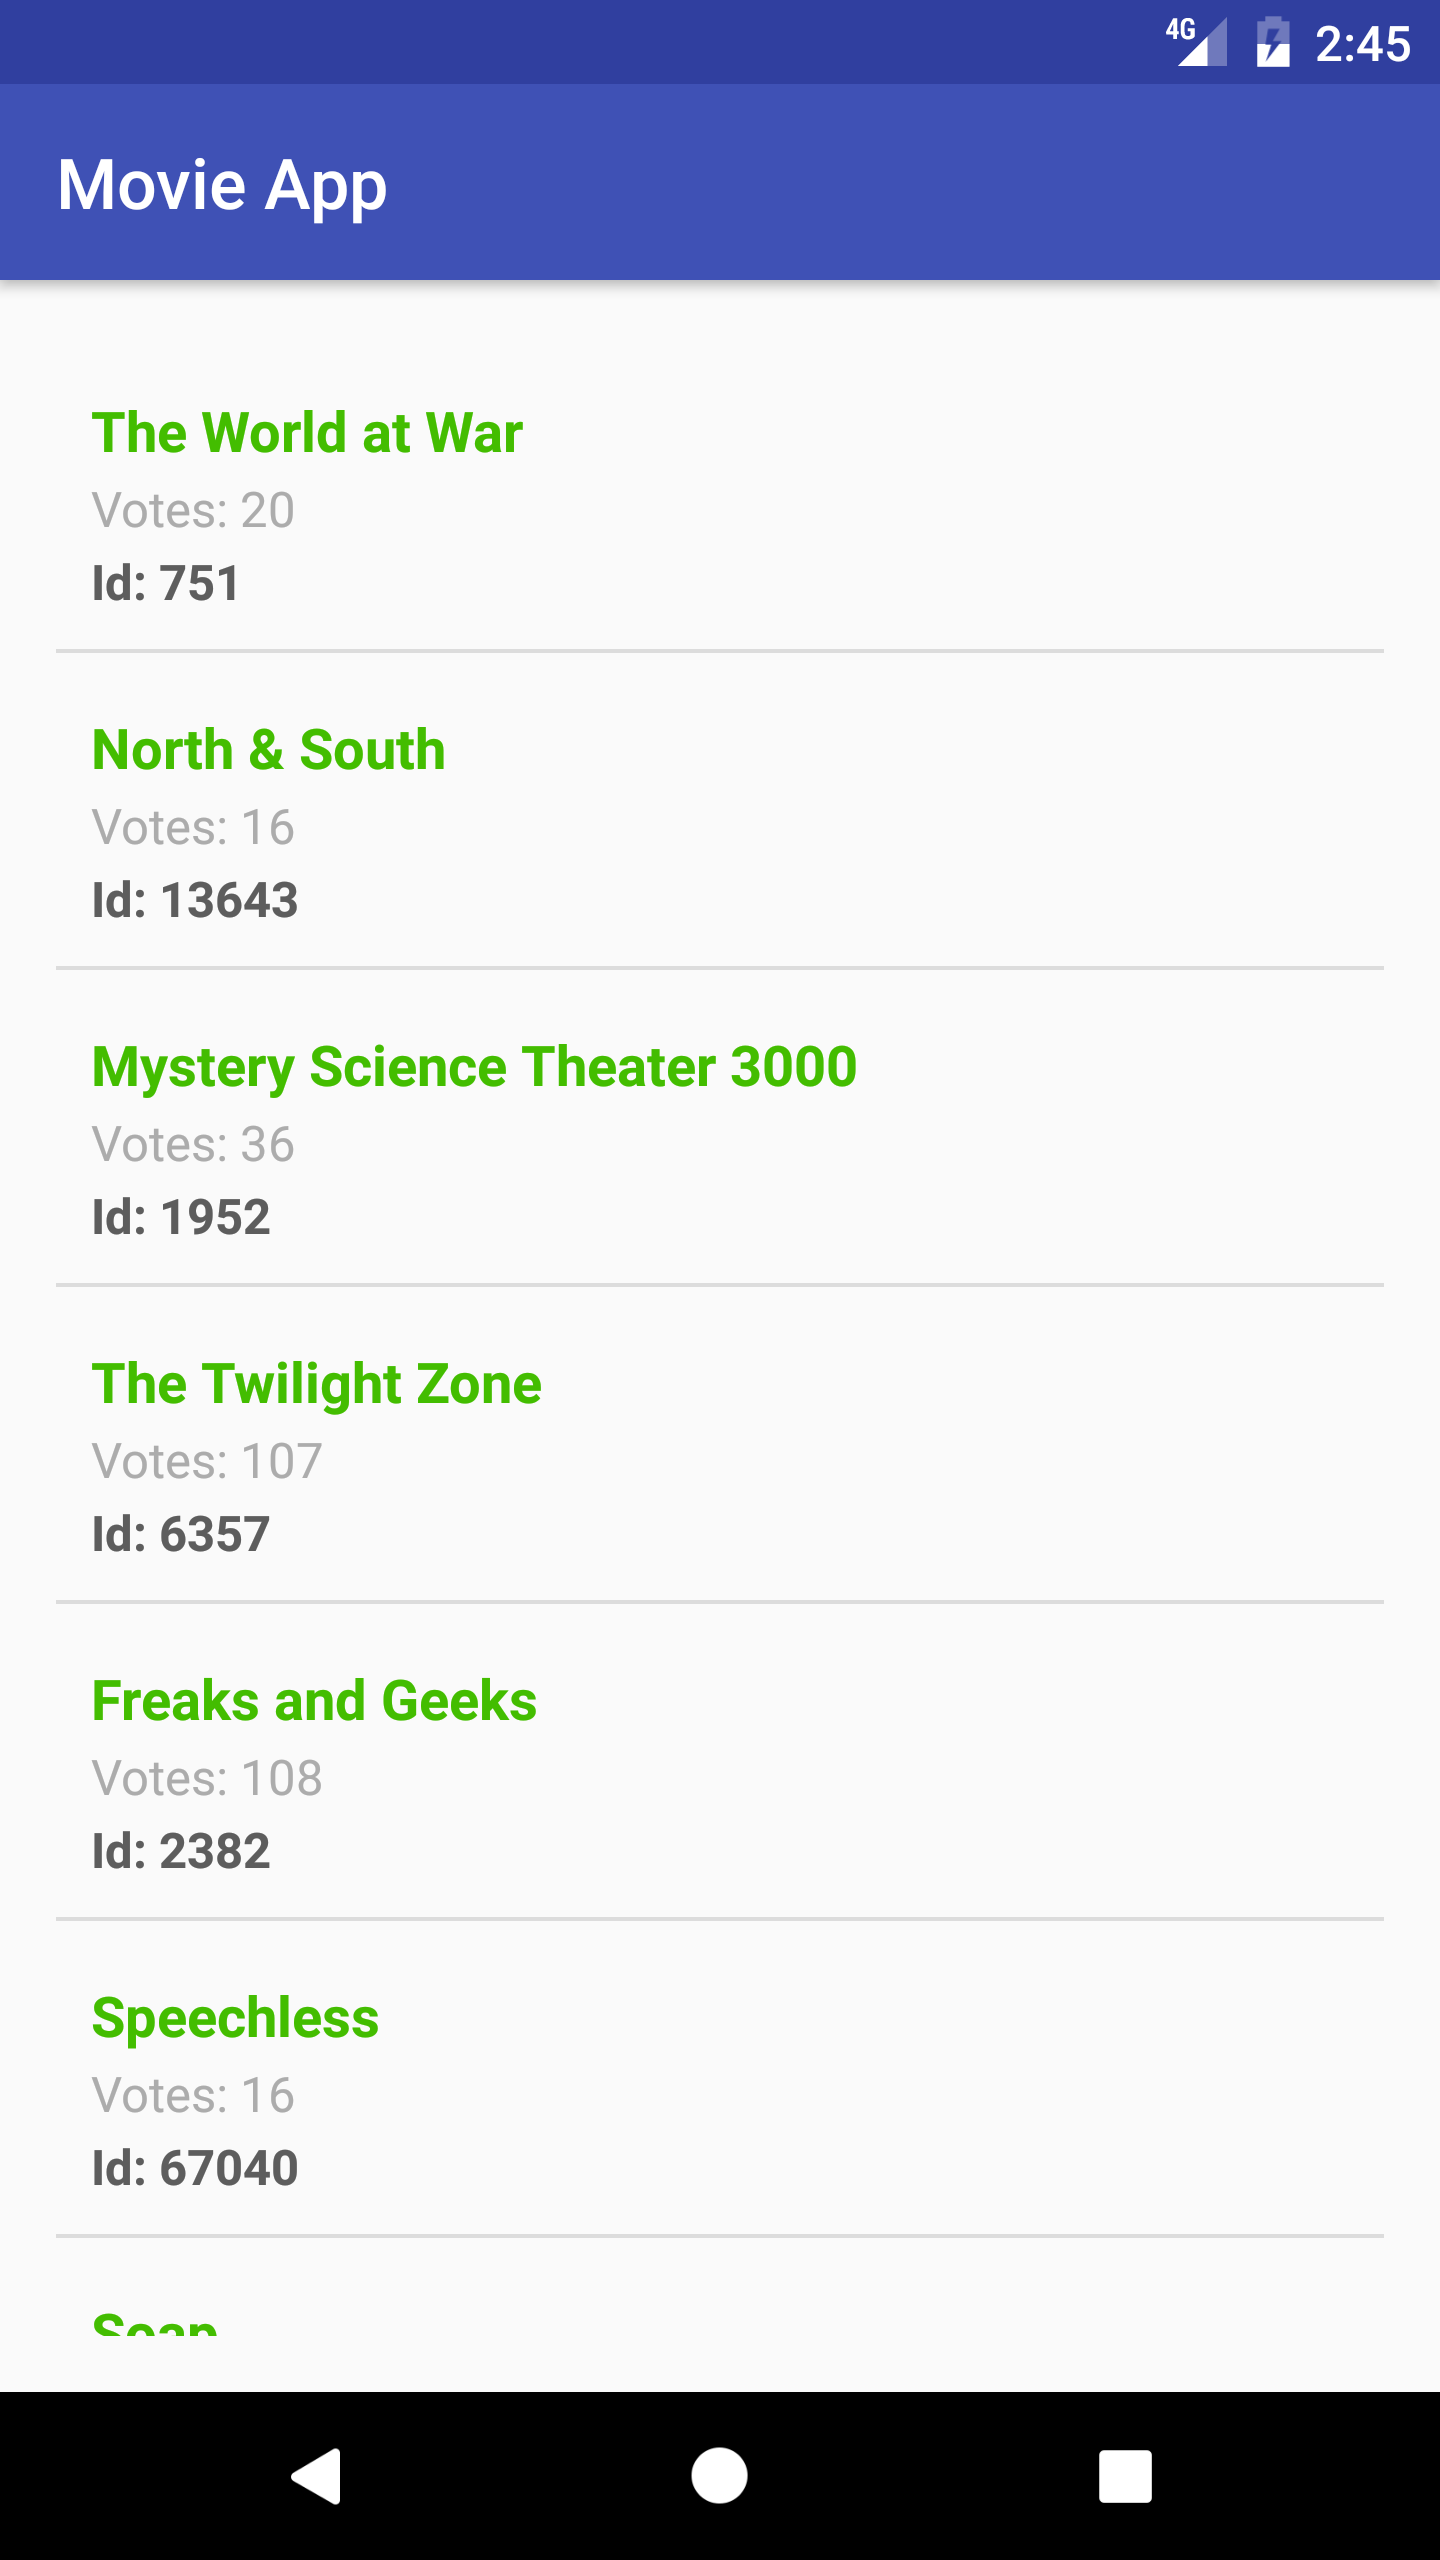 4G 2:45
Movie App
The World at War
Votes: 20
Id: 751
North & South
Votes: 16
Id: 13643
Mystery Science Theater 3000
Votes: 36
Id: 1952
The Twilight Zone
Votes: 107
Id: 6357
Freaks and Geeks
Votes: 108
Id: 2382
Speechless
Votes: 16
Id: 67040
Soap